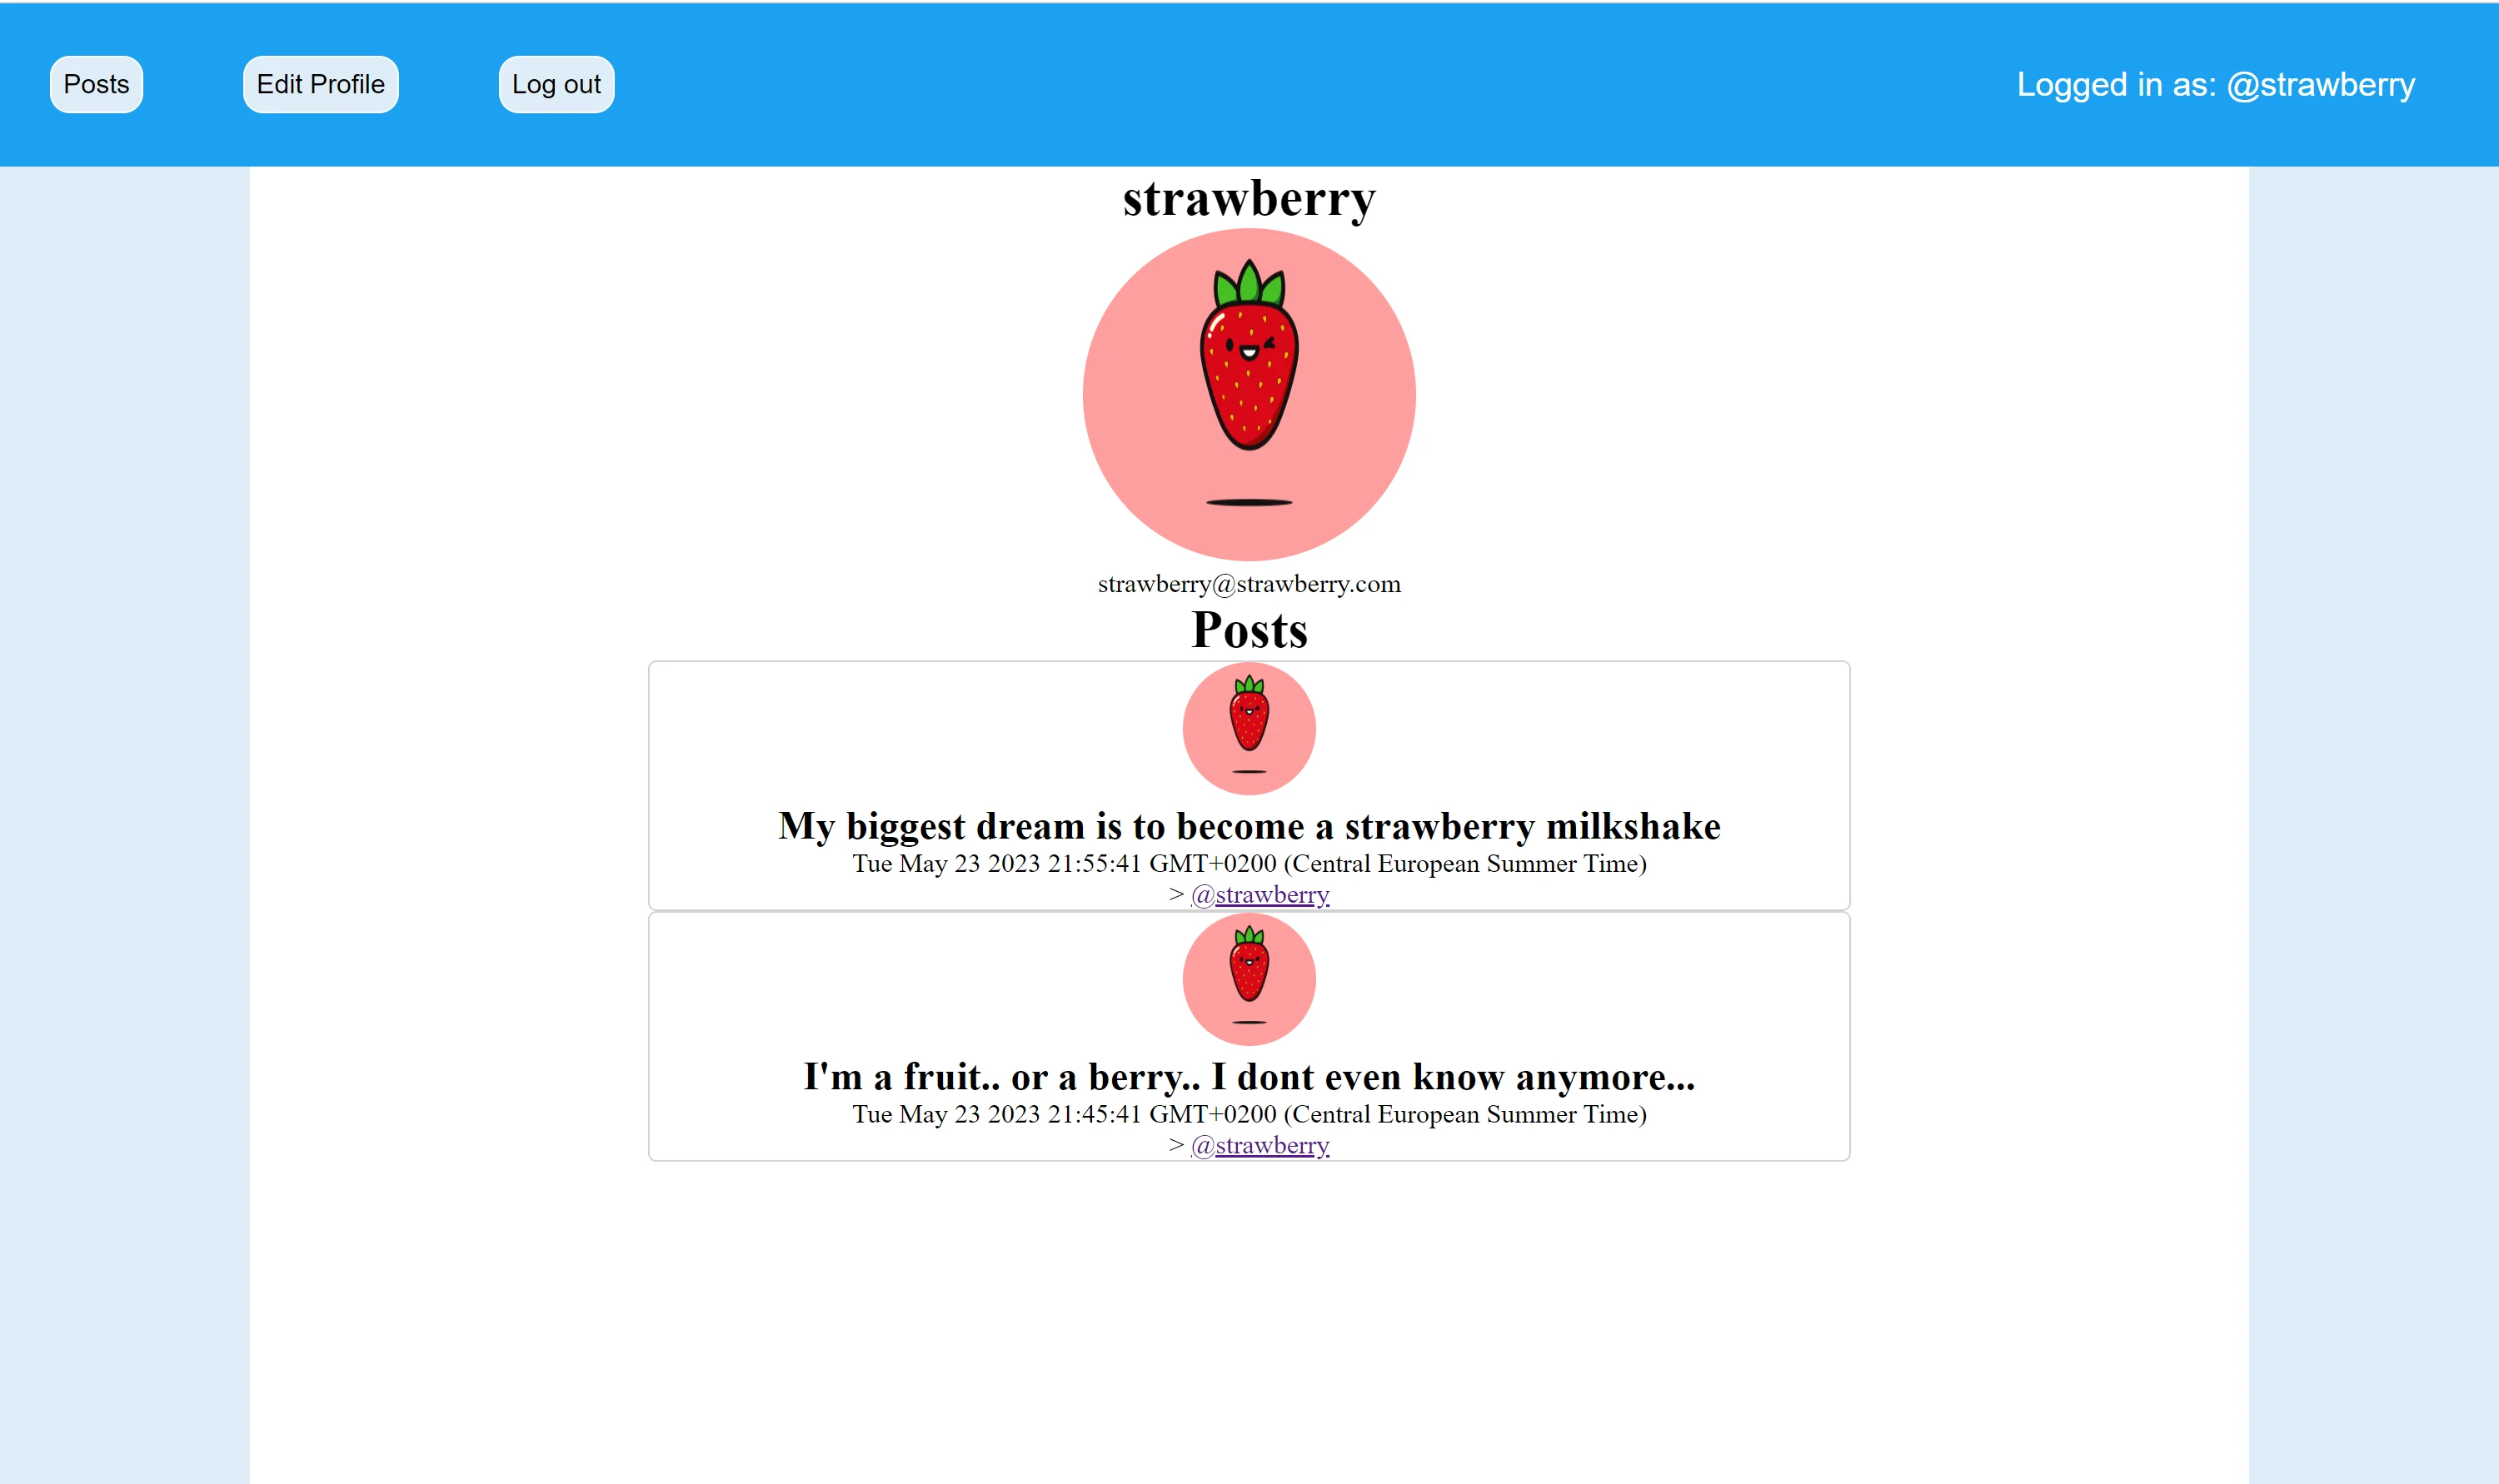 Posts
Edit Profile
Log out
Logged in as: @strawberry
strawberry
strawberry@strawberry.com
Posts
My biggest dream is to become a strawberry milkshake
Tue May 23 2023 21:55:41 GMT+0200 (Central European Summer Time)
> @strawberry
I'm a fruit.. or a berry.. I dont even know anymore...
Tue May 23 2023 21:45:41 GMT+0200 (Central European Summer Time)
> @strawberry